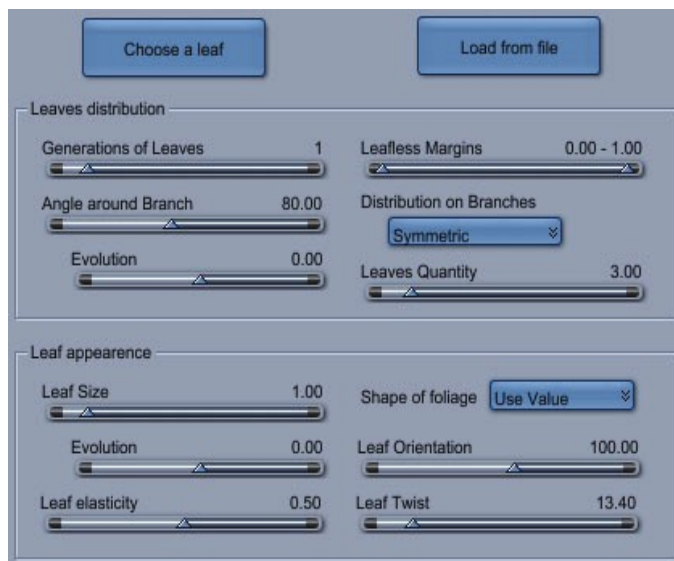 Choose a leaf
Load from file
Leaves distribution
Generations of Leaves 1
Leafless Margins 0.00 - 1.00
Angle around Branch 80.00
Distribution on Branches
Symmetric
Evolution 0.00
Leaves Quantity 3.00
Leaf appearence
Leaf Size 1.00
Shape of foliage Use Value
Evolution 0.00
Leaf Orientation 100.00
Leaf elasticity 0.50
Leaf Twist 13.40